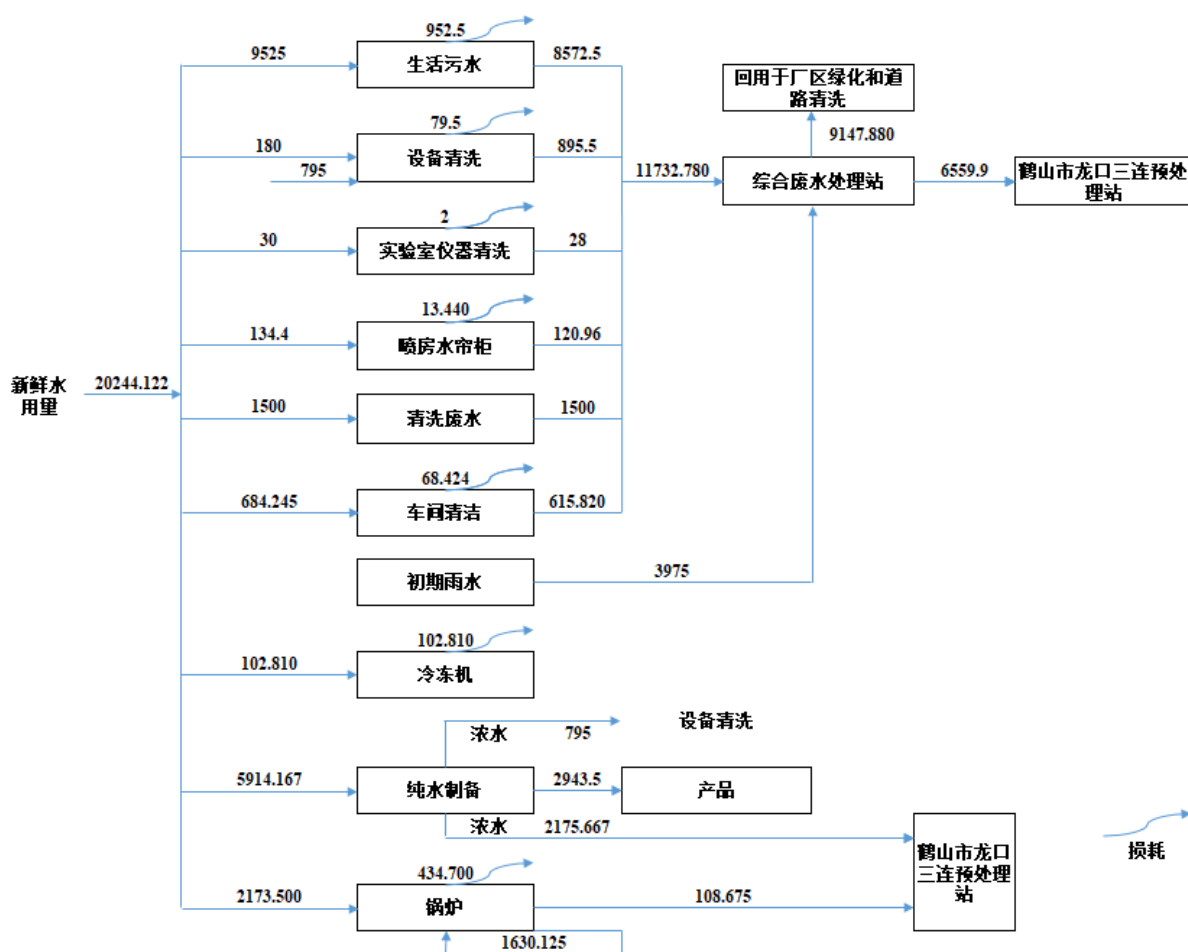 952.5
9525
生活污水
8572.5
回用于厂区绿化和道
路清洗
79.5
180
设备清洗
895.5
9147.880
795
11732.780
综合废水处理站
6559.9
鹤山市龙口三连预处
理站
2
30
实验室仪器清洗
28
13.440
134.4
喷房水帘柜
120.96
新鲜水
用量
20244.122
1500
清洗废水
1500
68.424
684.245
车间清洁
615.820
初期雨水
3975
102.810
102.810
冷冻机
浓水
795
设备清洗
5914.167
纯水制备
2943.5
产品
浓水
2175.667
鹤山市龙口
三连预处理
站
损耗
434.700
2173.500
锅炉
108.675
1630.125